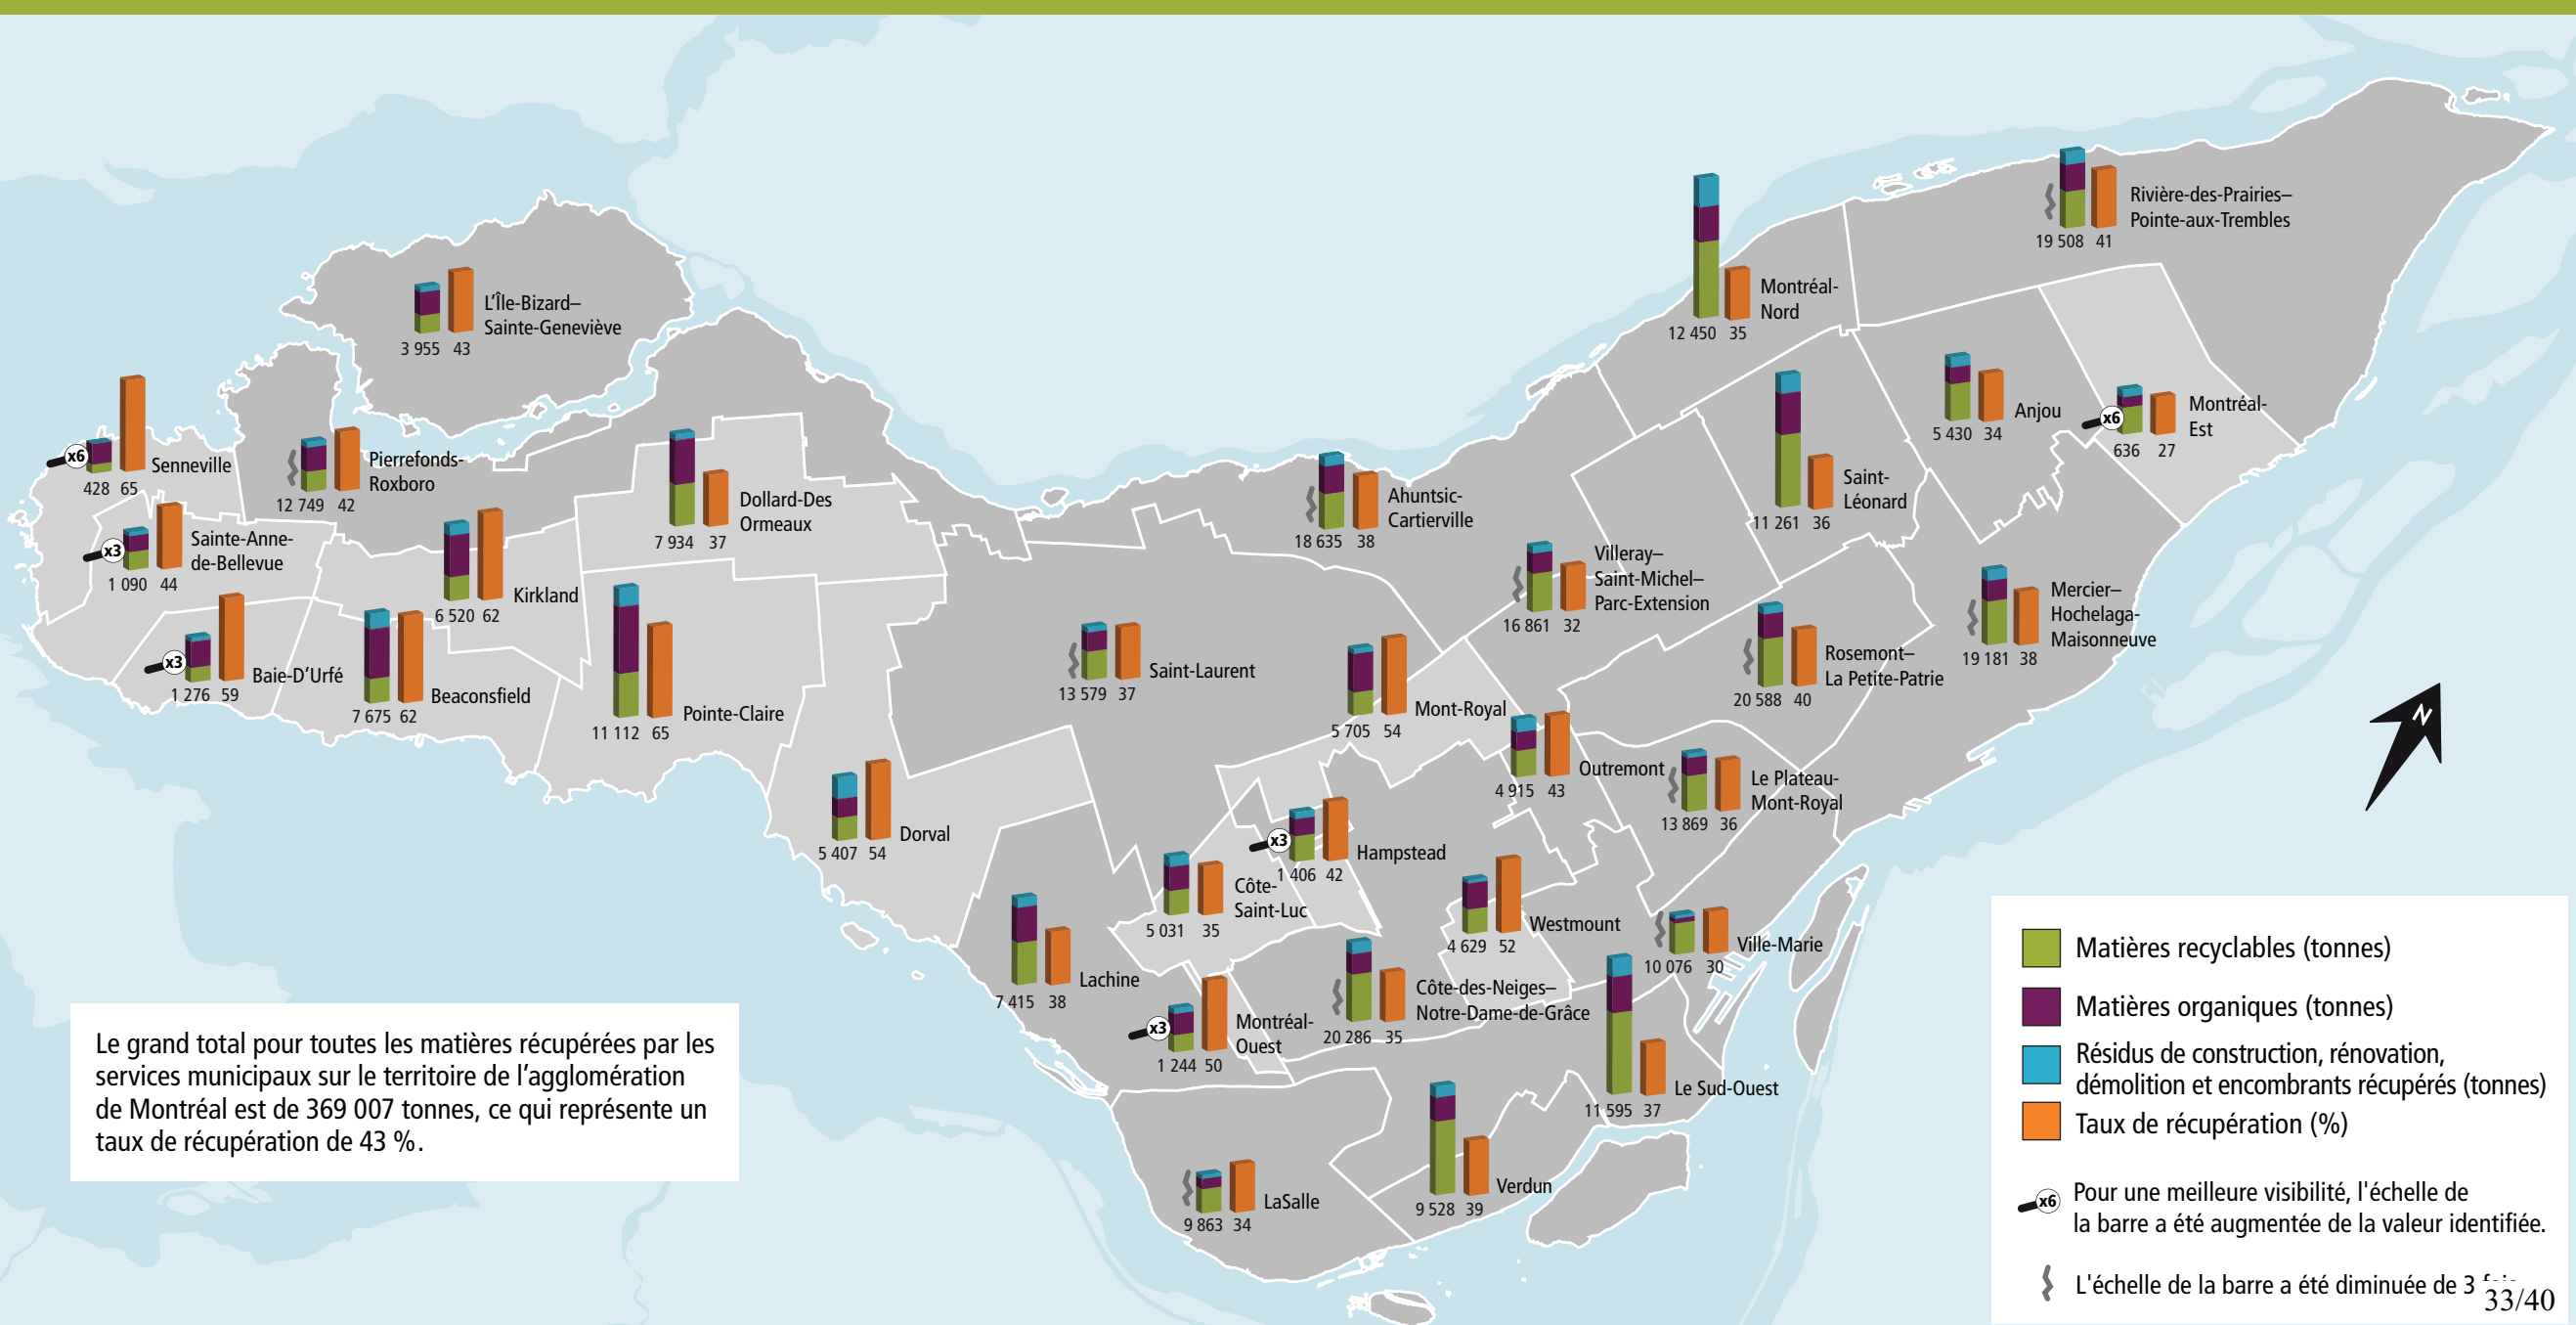 Rivière-des-Prairies–
Pointe-aux-Trembles
19 508 41
Montréal-
Nord
12 450 35
L'Île-Bizard–
Sainte-Geneviève
3 955 43
x6
Senneville
428 65
Pierrefonds-
Roxboro
12 749 42
Dollard-Des
Ormeaux
7 934 37
Ahuntsic-
Cartierville
18 635 38
Saint-
Léonard
11 261 36
Anjou
5 430 34
x6
Montréal-
Est
636 27
x3
Sainte-Anne-
de-Bellevue
1 090 44
Kirkland
6 520 62
Villeray–
Saint-Michel–
Parc-Extension
16 861 32
Mercier–
Hochelaga-
Maisonneuve
19 181 38
x3
Baie-D'Urfé
1 276 59
Beaconsfield
7 675 62
Pointe-Claire
11 112 65
Saint-Laurent
13 579 37
Mont-Royal
5 705 54
Rosemont–
La Petite-Patrie
20 588 40
N
Outremont
4 915 43
Le Plateau-
Mont-Royal
13 869 36
Dorval
5 407 54
x3
Hampstead
1 406 42
Côte-
Saint-Luc
5 031 35
Westmount
4 629 52
Ville-Marie
10 076 30
Lachine
7 415 38
Côte-des-Neiges–
Notre-Dame-de-Grâce
20 286 35
x3
Montréal-
Ouest
1 244 50
Le Sud-Ouest
11 595 37
Verdun
9 528 39
LaSalle
9 863 34
Le grand total pour toutes les matières récupérées par les
services municipaux sur le territoire de l'agglomération
de Montréal est de 369 007 tonnes, ce qui représente un
taux de récupération de 43 %.
Matières recyclables (tonnes)
Matières organiques (tonnes)
Résidus de construction, rénovation,
démolition et encombrants récupérés (tonnes)
Taux de récupération (%)
x6
Pour une meilleure visibilité, l'échelle de
la barre a été augmentée de la valeur identifiée.
L'échelle de la barre a été diminuée de 3
33/40